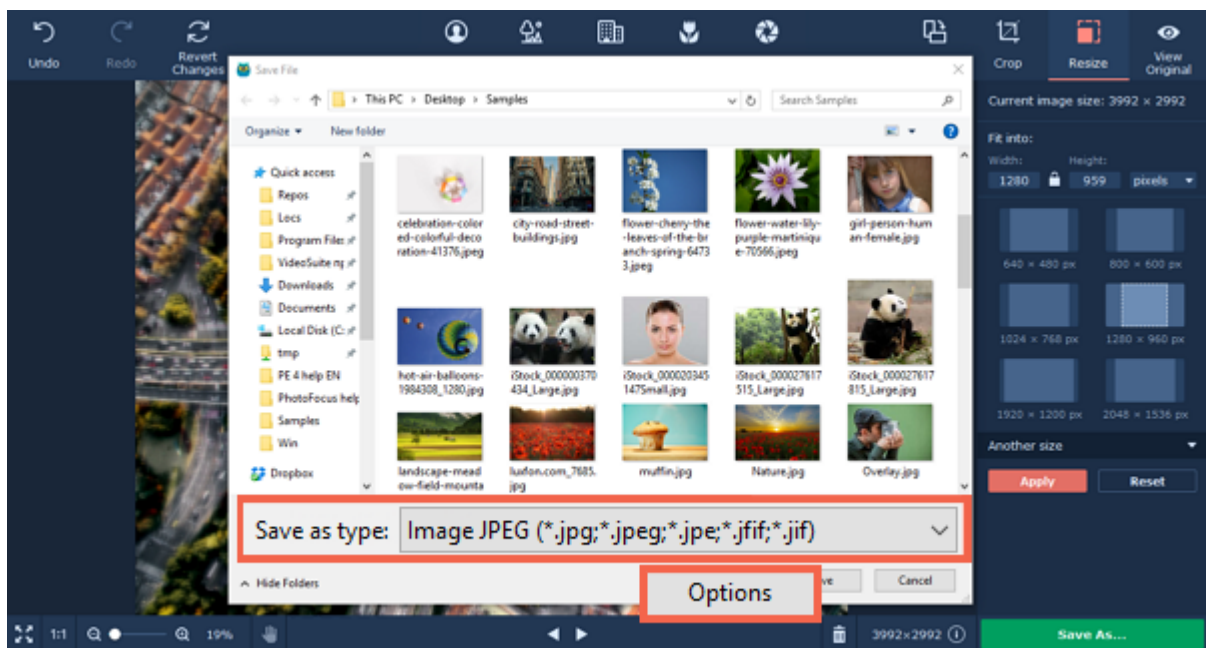 Undo
Redo
Revert
Changes
Crop
Resize
View
Original
Save File
This PC > Desktop > Samples
Search Samples
Organize
New folder
Current image size: 3992 × 2992
Fit into:
Width:
Height:
1280
959
pixels
640 × 480 px
800 × 600 px
1024 × 768 px
1280 × 960 px
1920 × 1200 px
2048 × 1536 px
Another size
Apply
Reset
Quick access
Repos
Locs
Program Files
VideoSuite
Downloads
Documents
Local Disk (C:
tmp
PE 4 help EN
PhotoFocus help
Samples
Win
Dropbox
celebration-color
ed-colorful-deco
ration-41376.jpeg
city-road-street-
buildings.jpg
flower-cherry-the
-leaves-of-the-br
anch-spring-6473
3.jpeg
flower-water-lily-
purple-martiniqu
e-70566.jpeg
girl-person-hum
an-female.jpg
hot-air-balloons-
1984308_1280.jpg
iStock_000000370
434_Large.jpg
iStock_000020345
1475mall.jpg
iStock_000027617
515_Large.jpg
iStock_000027617
815_Large.jpg
landscape-mead
ow-field-mounta
luxfon.com_7685.
jpg
muffin.jpg
Nature.jpg
Overlay.jpg
Save as type:
Image JPEG (*.jpg;*.jpeg;*.jpe;*.jfif;*.jif)
Hide Folders
Options
Cancel
1:1
19%
3992×2992
Save As...